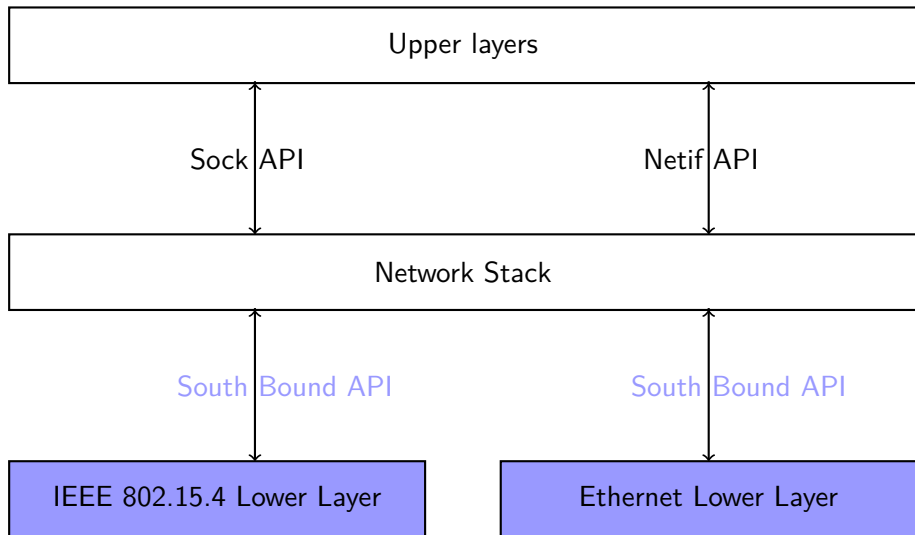 Upper layers
Sock API
Netif API
Network Stack
South Bound API
South Bound API
IEEE 802.15.4 Lower Layer
Ethernet Lower Layer